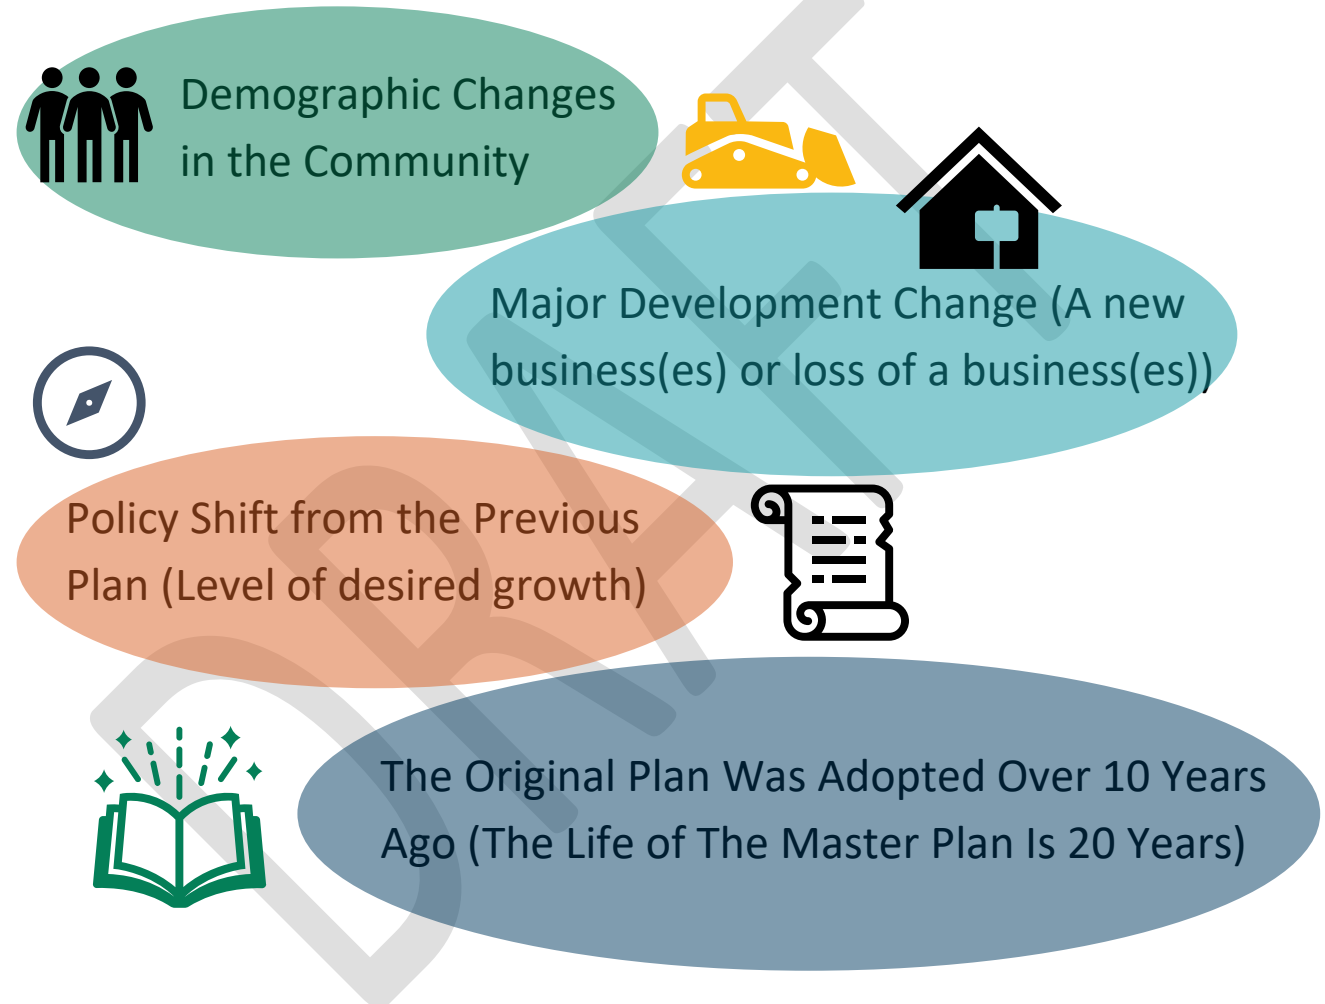 Demographic Changes
in the Community
Major Development Change (A new
business(es) or loss of a business(es))
Policy Shift from the Previous
Plan (Level of desired growth)
The Original Plan Was Adopted Over 10 Years
Ago (The Life of The Master Plan Is 20 Years)
DRAFT